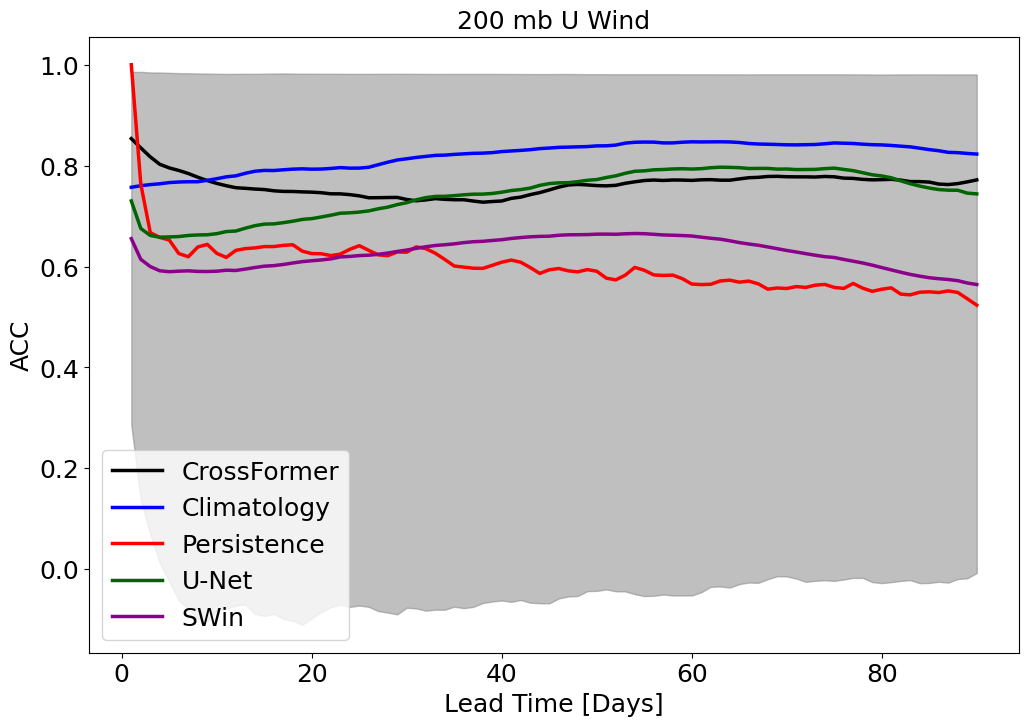 200 mb U Wind
1.0
0.8
0.6
0.4
0.2
0.0
ACC
CrossFormer
Climatology
Persistence
U-Net
SWin
0 20 40 60 80
Lead Time [Days]